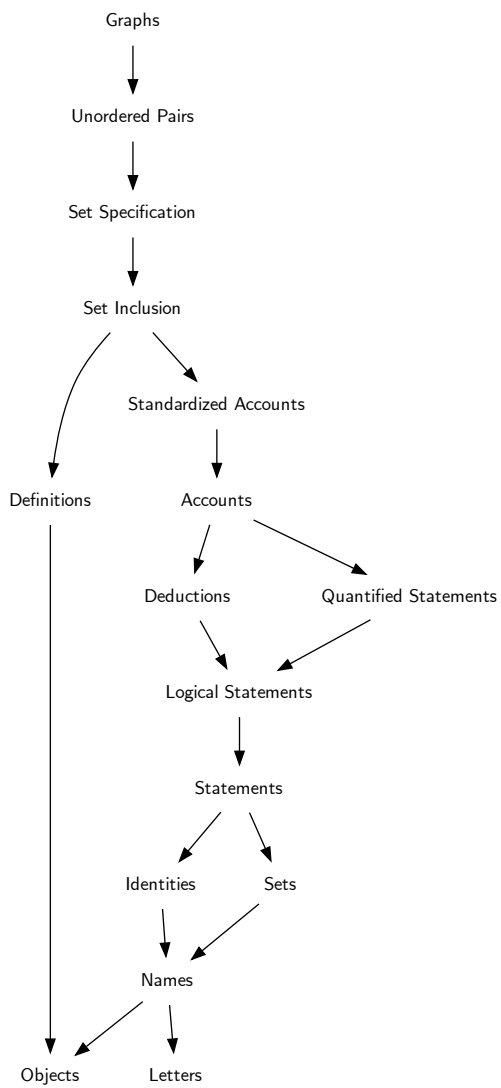 Graphs
Unordered Pairs
Set Specification
Set Inclusion
Standardized Accounts
Definitions
Accounts
Deductions
Quantified Statements
Logical Statements
Statements
Identities
Sets
Names
Objects
Letters